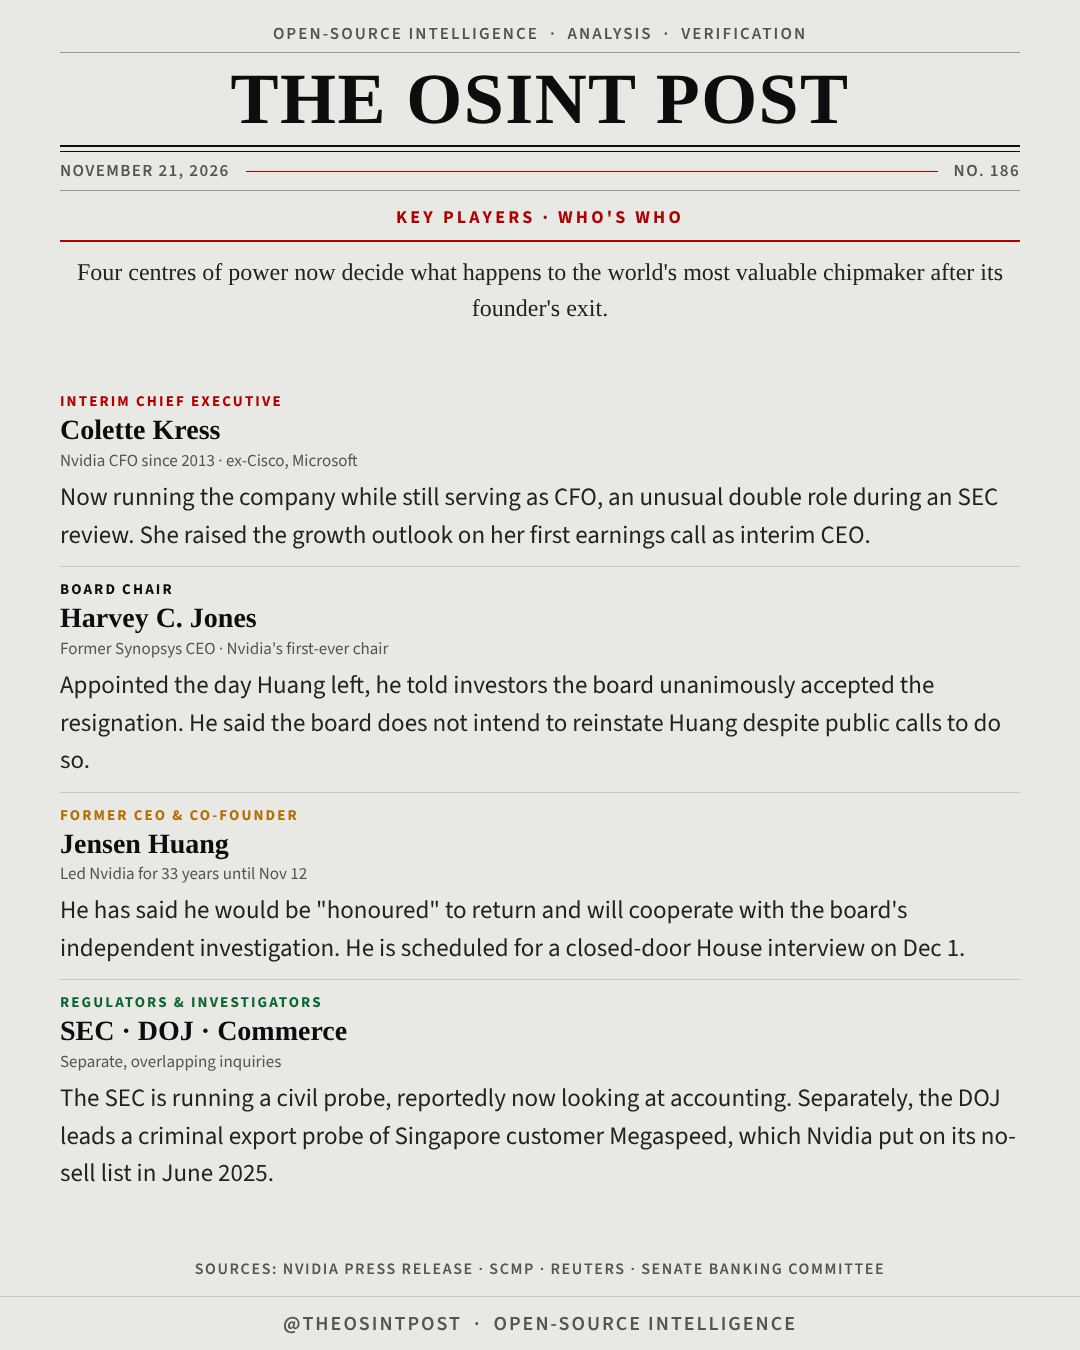 OPEN-SOURCE INTELLIGENCE · ANALYSIS · VERIFICATION
THE OSINT POST
NOVEMBER 21, 2026
NO. 186
KEY PLAYERS · WHO'S WHO
Four centres of power now decide what happens to the world's most valuable chipmaker after its
founder's exit.
INTERIM CHIEF EXECUTIVE
Colette Kress
Nvidia CFO since 2013 · ex-Cisco, Microsoft
Now running the company while still serving as CFO, an unusual double role during an SEC
review. She raised the growth outlook on her first earnings call as interim CEO.
BOARD CHAIR
Harvey C. Jones
Former Synopsys CEO · Nvidia's first-ever chair
Appointed the day Huang left, he told investors the board unanimously accepted the
resignation. He said the board does not intend to reinstate Huang despite public calls to do
so.
FORMER CEO & CO-FOUNDER
Jensen Huang
Led Nvidia for 33 years until Nov 12
He has said he would be "honoured" to return and will cooperate with the board's
independent investigation. He is scheduled for a closed-door House interview on Dec 1.
REGULATORS & INVESTIGATORS
SEC · DOJ · Commerce
Separate, overlapping inquiries
The SEC is running a civil probe, reportedly now looking at accounting. Separately, the DOJ
leads a criminal export probe of Singapore customer Megaspeed, which Nvidia put on its no-
sell list in June 2025.
SOURCES: NVIDIA PRESS RELEASE · SCMP · REUTERS · SENATE BANKING COMMITTEE
@THEOSINTPOST · OPEN-SOURCE INTELLIGENCE